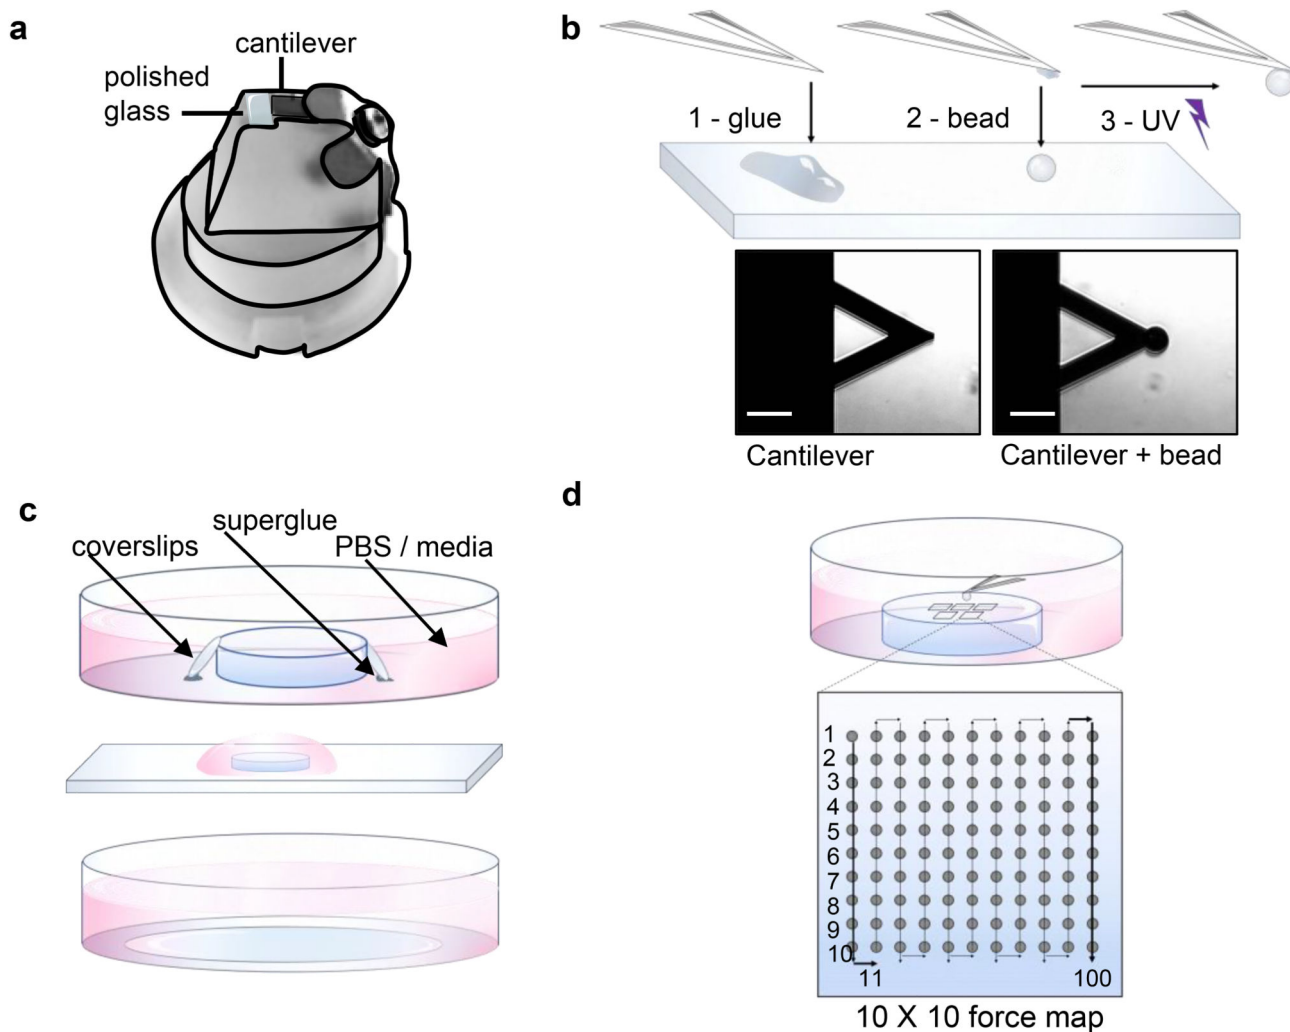 a
cantilever
polished
glass
b
1 - glue
2 - bead
3 - UV
Cantilever
Cantilever + bead
c
superglue
coverslips
PBS / media
d
1
2
3
4
5
6
7
8
9
10
11
100
10 X 10 force map